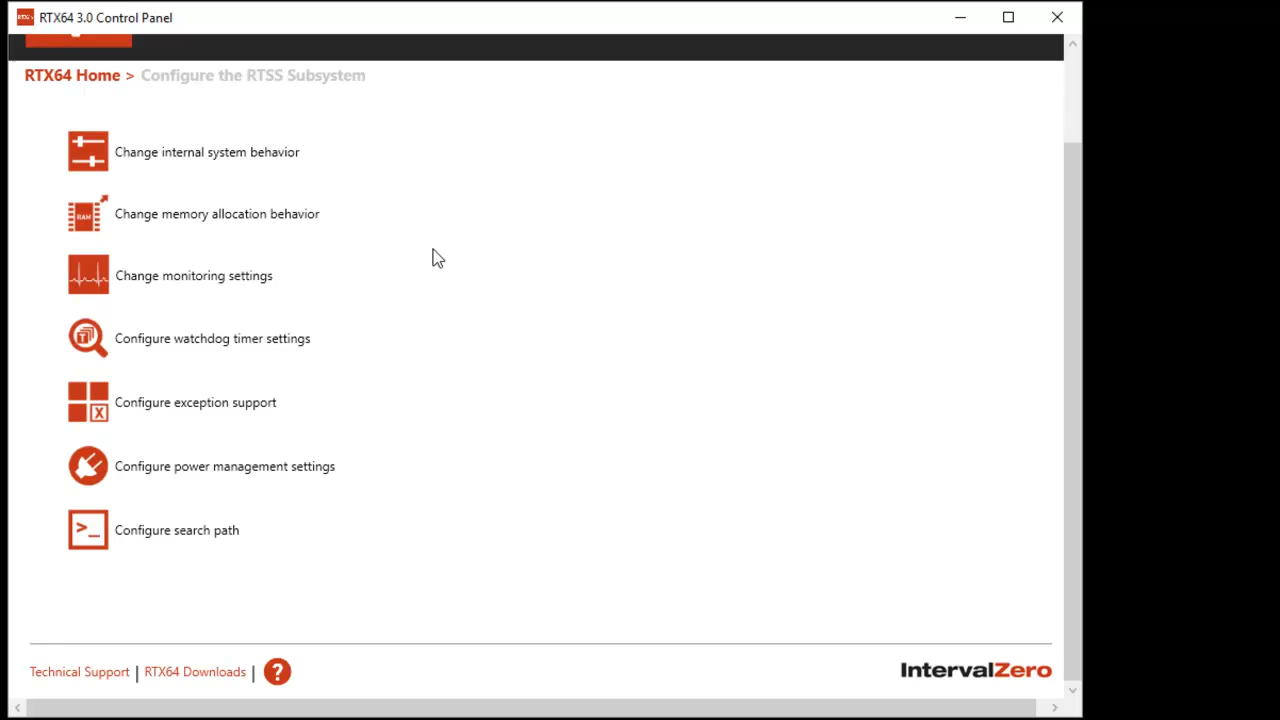 RTX64 3.0 Control Panel
RTX64 Home > Configure the RTSS Subsystem
Change internal system behavior
RAM
Change memory allocation behavior
Change monitoring settings
T
Configure watchdog timer settings
X
Configure exception support
Configure power management settings
>_
Configure search path
Technical Support | RTX64 Downloads | ?
IntervalZero